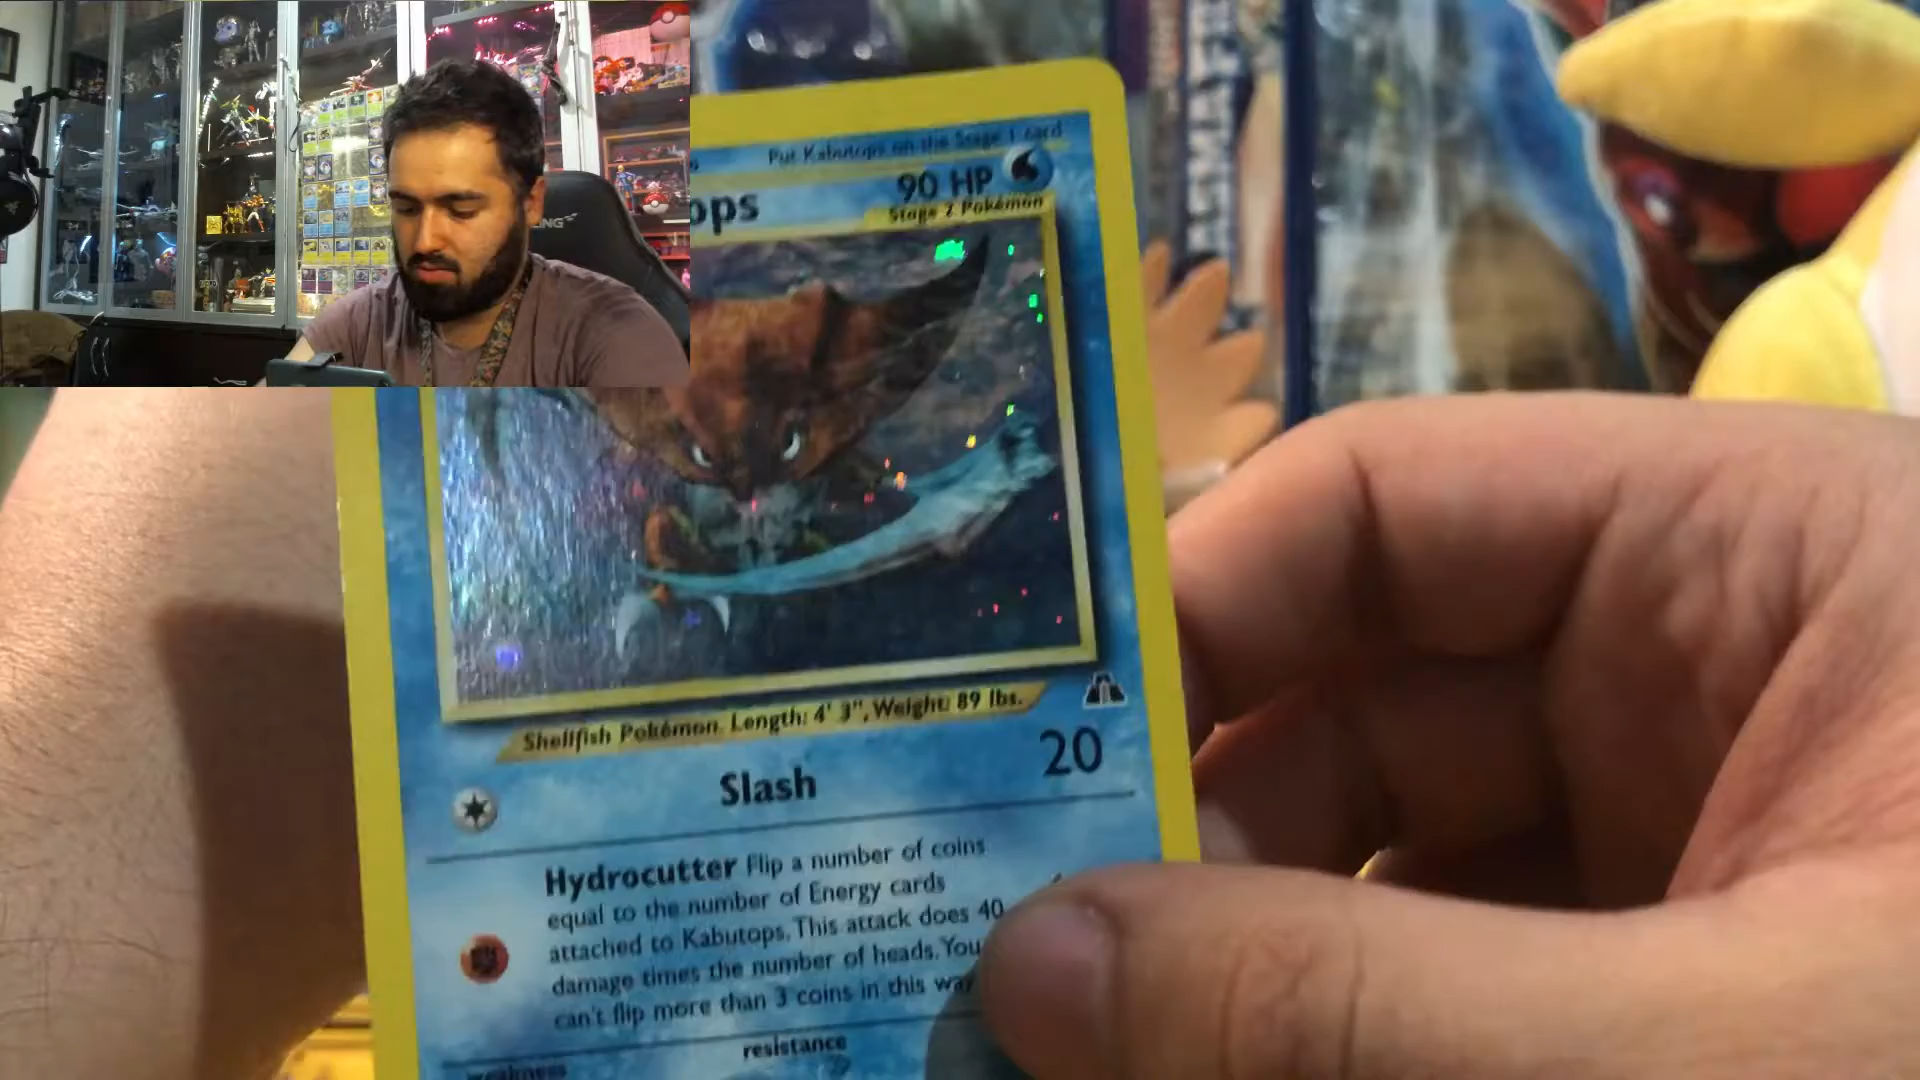 Put Kabutops on the Stage 1 card
ops
90 HP
Stage 2 Pokémon
Shellfish Pokémon. Length: 4' 3", Weight: 89 lbs.
Slash
20
Hydrocutter Flip a number of coins
equal to the number of Energy cards
attached to Kabutops. This attack does 40
damage times the number of heads. You
can't flip more than 3 coins in this way
weakness
resistance